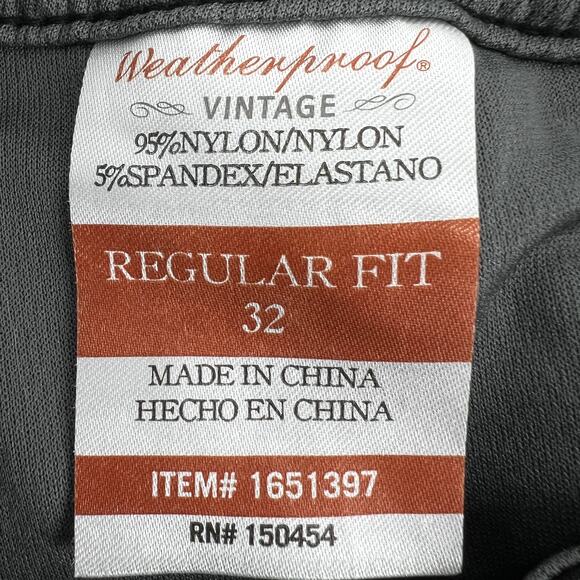 Weatherproof®
VINTAGE
95%NYLON/NYLON
5%SPANDEX/ELASTANO
REGULAR FIT
32
MADE IN CHINA
HECHO EN CHINA
ITEM# 1651397
RN# 150454